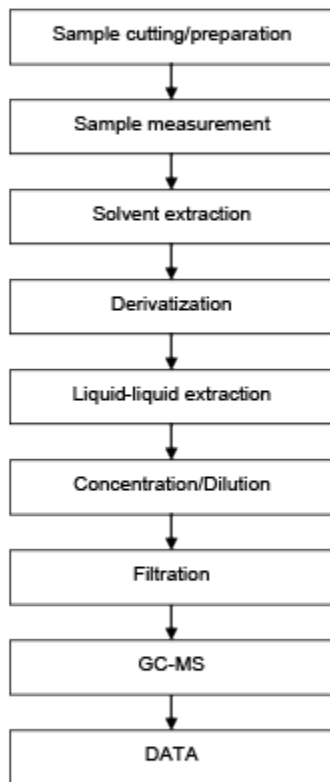 Sample cutting/preparation
Sample measurement
Solvent extraction
Derivatization
Liquid-liquid extraction
Concentration/Dilution
Filtration
GC-MS
DATA